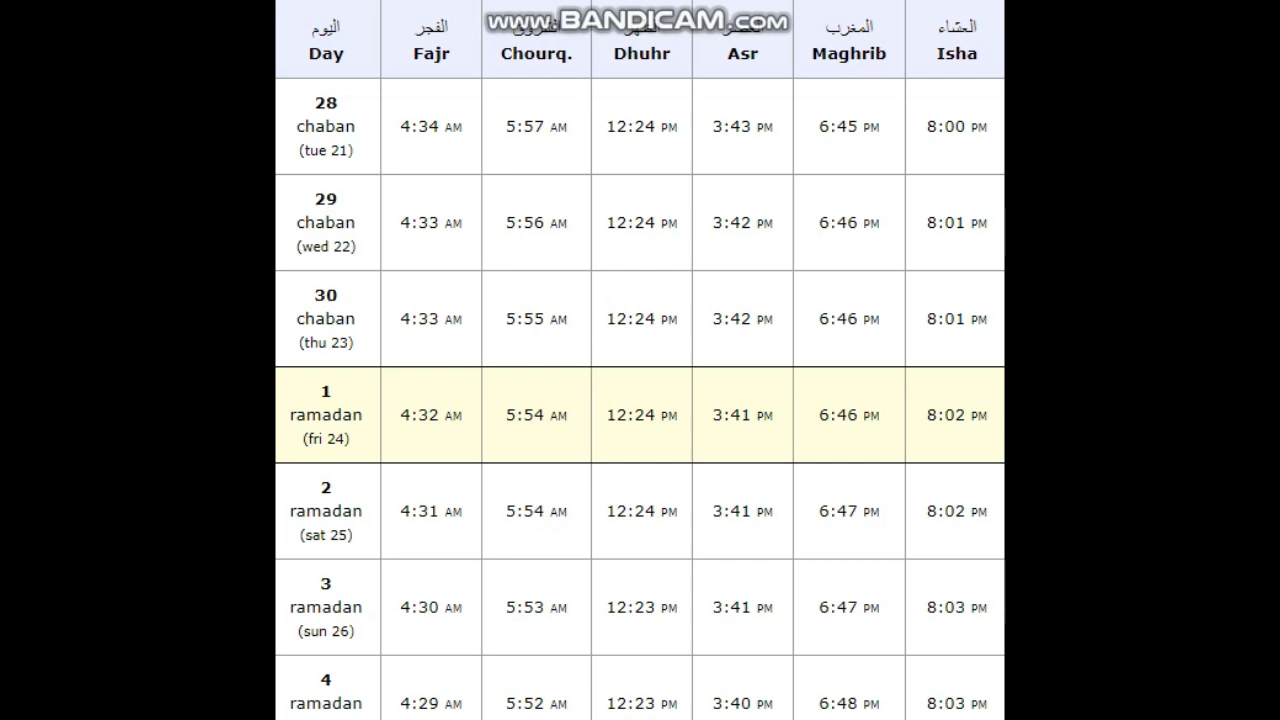 www.BANDICAM.com
اليوم الفجر المغرب العشاء
Day Fajr Chourq. Dhuhr Asr Maghrib Isha
28
chaban 4:34 AM 5:57 AM 12:24 PM 3:43 PM 6:45 PM 8:00 PM
(tue 21)
29
chaban 4:33 AM 5:56 AM 12:24 PM 3:42 PM 6:46 PM 8:01 PM
(wed 22)
30
chaban 4:33 AM 5:55 AM 12:24 PM 3:42 PM 6:46 PM 8:01 PM
(thu 23)
1
ramadan 4:32 AM 5:54 AM 12:24 PM 3:41 PM 6:46 PM 8:02 PM
(fri 24)
2
ramadan 4:31 AM 5:54 AM 12:24 PM 3:41 PM 6:47 PM 8:02 PM
(sat 25)
3
ramadan 4:30 AM 5:53 AM 12:23 PM 3:41 PM 6:47 PM 8:03 PM
(sun 26)
4
ramadan 4:29 AM 5:52 AM 12:23 PM 3:40 PM 6:48 PM 8:03 PM